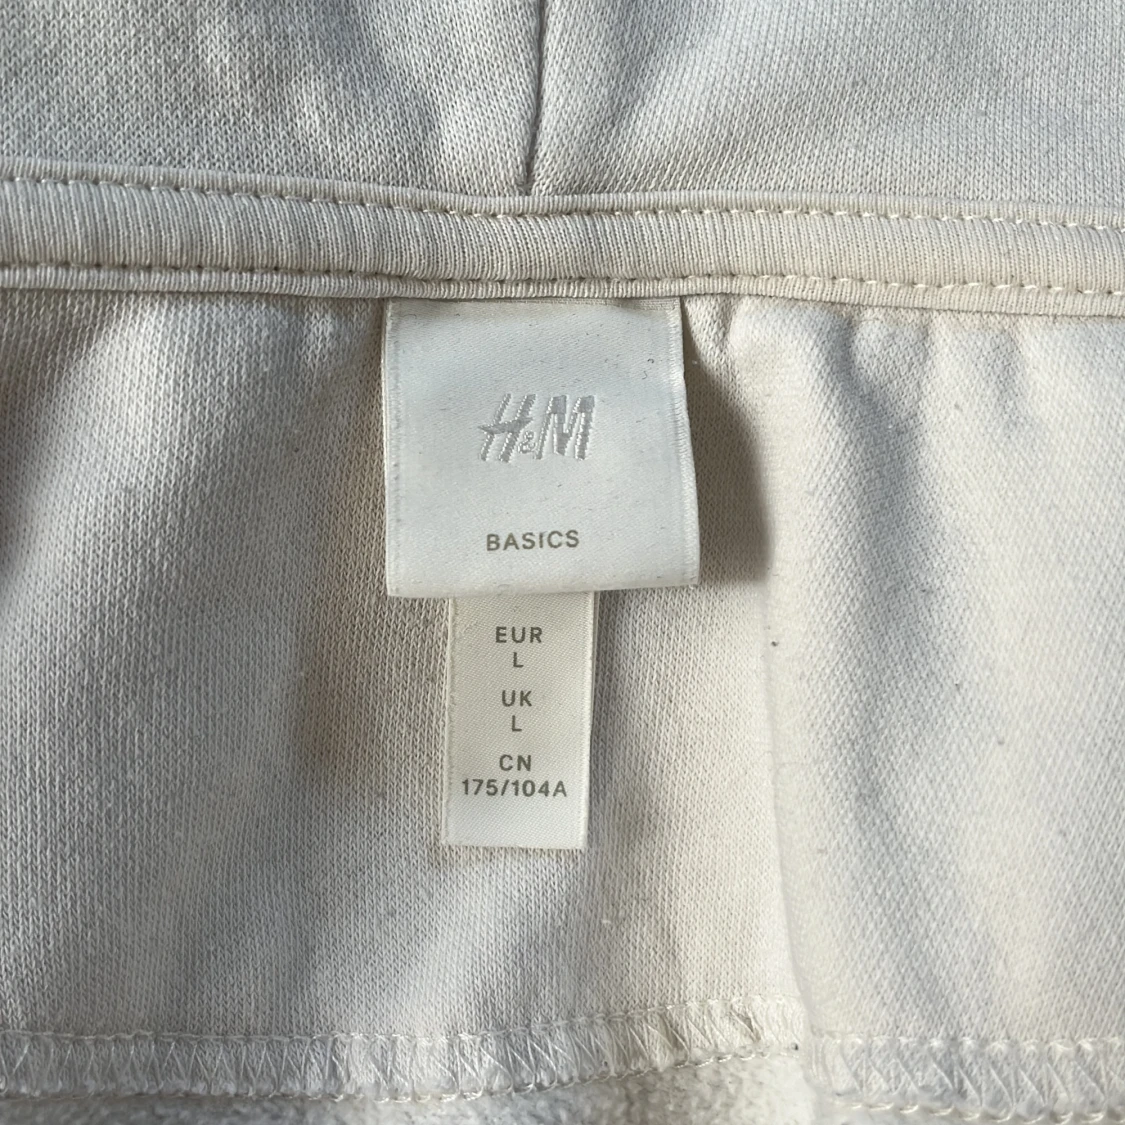 H&M
BASICS
EUR
L
UK
L
CN
175/104A